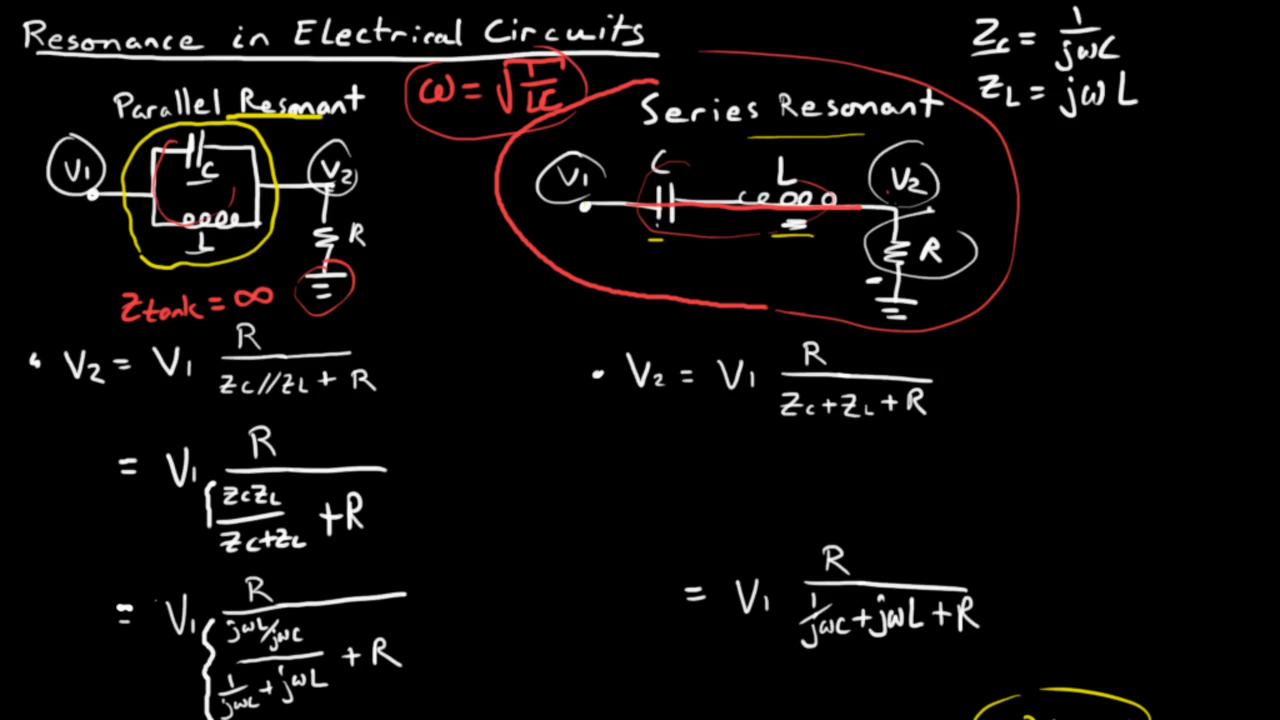 Resonance in Electrical Circuits
Zc = 1/jωC
ZL = jωL
ω = √(1/LC)
Parallel Resonant
Series Resonant
V1 C L V2 R
V1 C L V2 R
Ztank = ∞
• V2 = V1 R / (Zc//ZL + R)
= V1 R / (ZcZL / (Zc+ZL) + R)
= V1 R / ((jωL/jωC) / (1/jωC + jωL) + R)
• V2 = V1 R / (Zc+ZL+R)
= V1 R / (1/jωC + jωL + R)